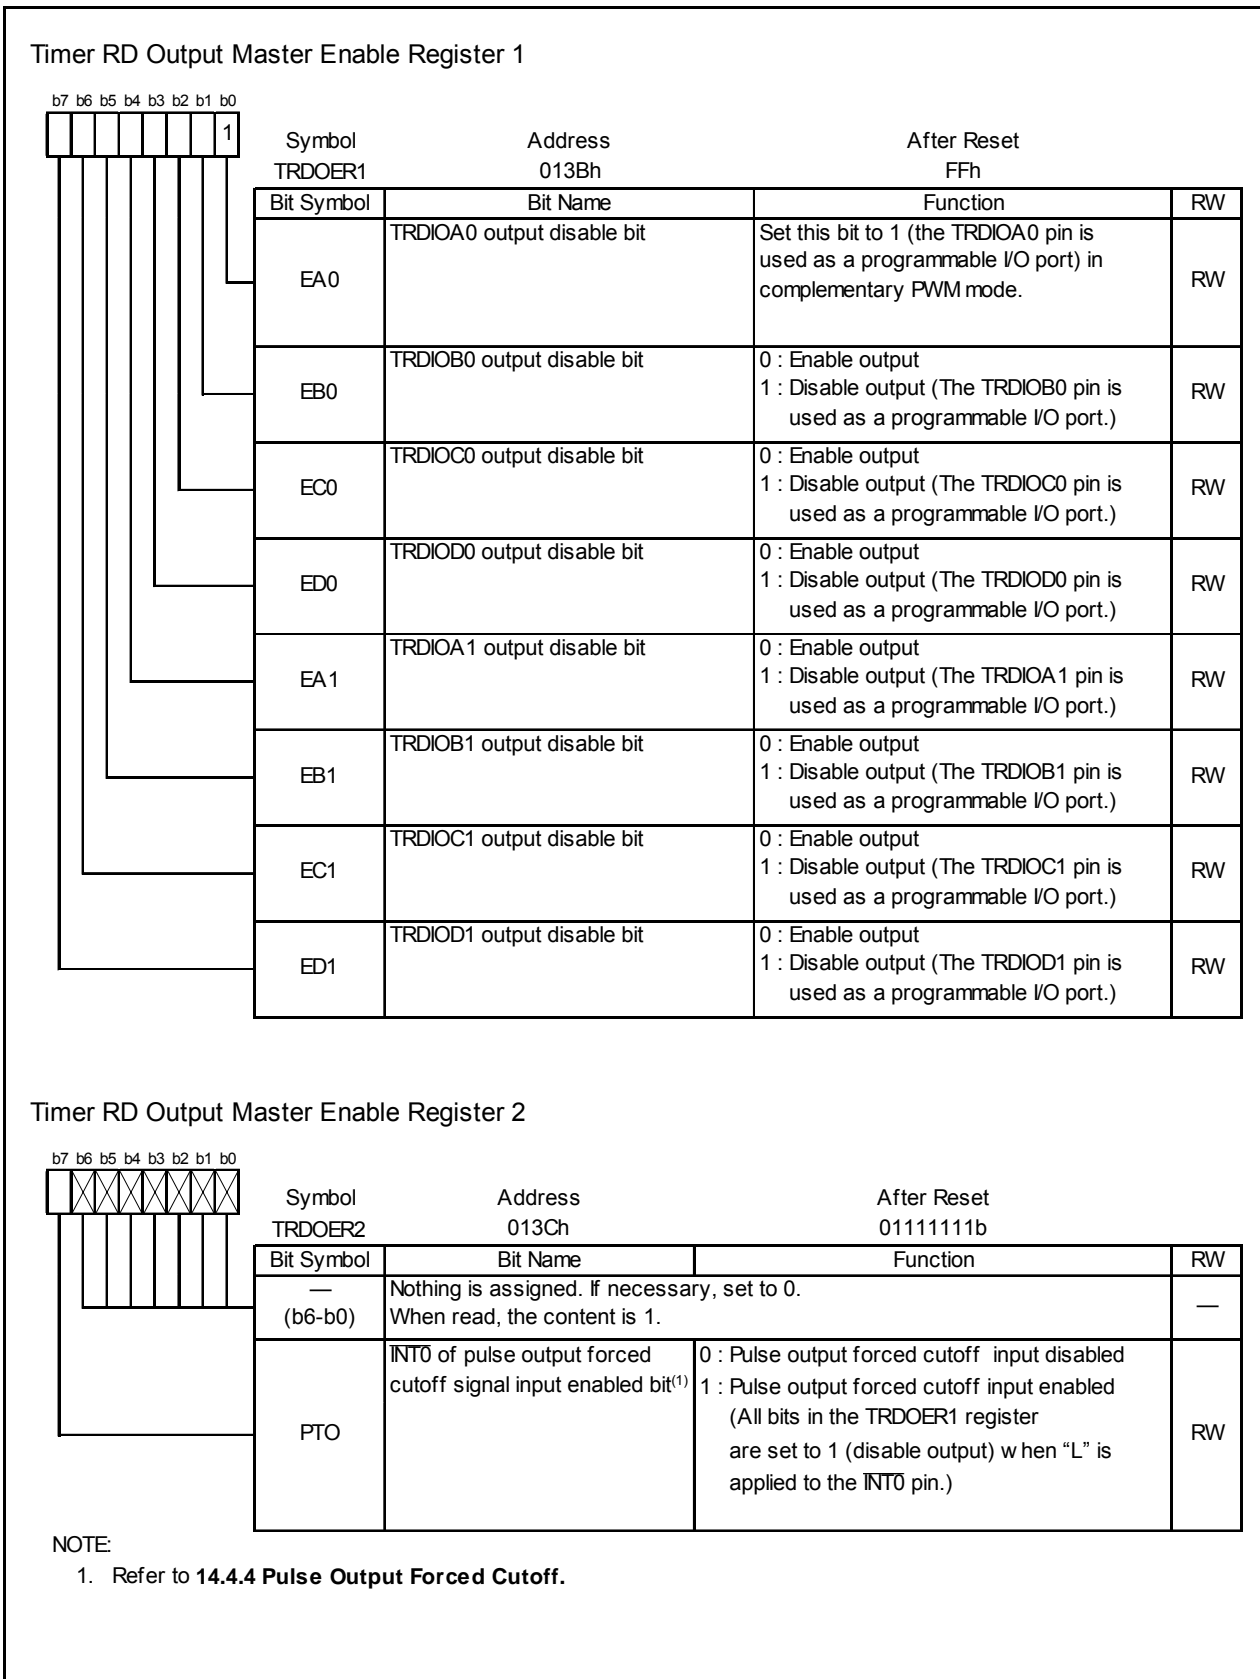 Timer RD Output Master Enable Register 1
b7 b6 b5 b4 b3 b2 b1 b0
1
Symbol Address After Reset
TRDOER1 013Bh FFh
Bit Symbol Bit Name Function RW
EA0 TRDIOA0 output disable bit Set this bit to 1 (the TRDIOA0 pin is
used as a programmable I/O port) in
complementary PWM mode. RW
EB0 TRDIOB0 output disable bit 0 : Enable output
1 : Disable output (The TRDIOB0 pin is
used as a programmable I/O port.) RW
EC0 TRDIOC0 output disable bit 0 : Enable output
1 : Disable output (The TRDIOC0 pin is
used as a programmable I/O port.) RW
ED0 TRDIOD0 output disable bit 0 : Enable output
1 : Disable output (The TRDIOD0 pin is
used as a programmable I/O port.) RW
EA1 TRDIOA1 output disable bit 0 : Enable output
1 : Disable output (The TRDIOA1 pin is
used as a programmable I/O port.) RW
EB1 TRDIOB1 output disable bit 0 : Enable output
1 : Disable output (The TRDIOB1 pin is
used as a programmable I/O port.) RW
EC1 TRDIOC1 output disable bit 0 : Enable output
1 : Disable output (The TRDIOC1 pin is
used as a programmable I/O port.) RW
ED1 TRDIOD1 output disable bit 0 : Enable output
1 : Disable output (The TRDIOD1 pin is
used as a programmable I/O port.) RW
Timer RD Output Master Enable Register 2
b7 b6 b5 b4 b3 b2 b1 b0
Symbol Address After Reset
TRDOER2 013Ch 01111111b
Bit Symbol Bit Name Function RW
— Nothing is assigned. If necessary, set to 0.
(b6-b0) When read, the content is 1. —
PTO INT0 of pulse output forced
cutoff signal input enabled bit(1) 0 : Pulse output forced cutoff input disabled
1 : Pulse output forced cutoff input enabled
(All bits in the TRDOER1 register
are set to 1 (disable output) when “L” is
applied to the INT0 pin.) RW
NOTE:
1. Refer to 14.4.4 Pulse Output Forced Cutoff.